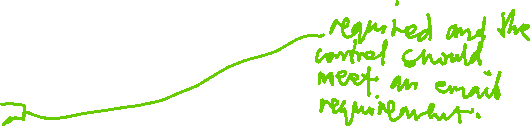 required and the
control should
meet an email
requirement.